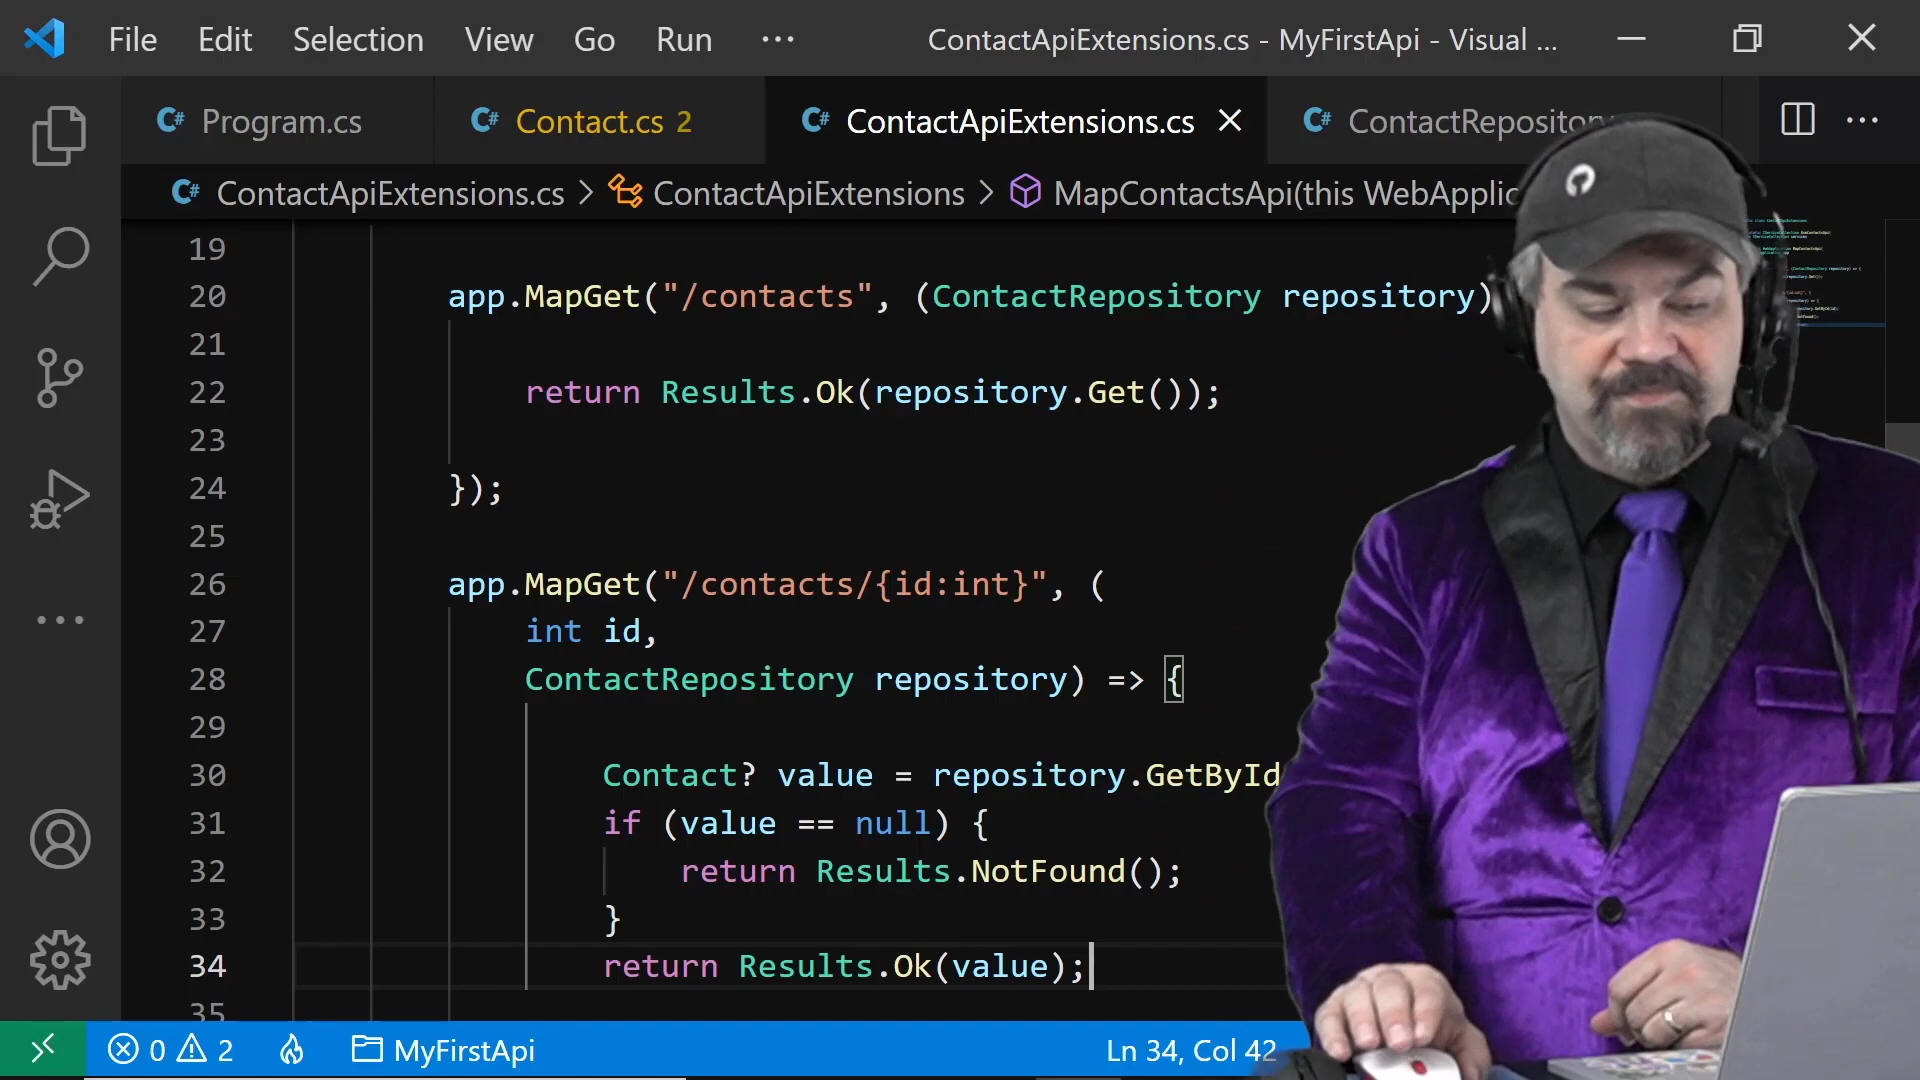 File Edit Selection View Go Run ··· ContactApiExtensions.cs - MyFirstApi - Visual ...
C# Program.cs C# Contact.cs 2 C# ContactApiExtensions.cs C# ContactRepository
C# ContactApiExtensions.cs > ContactApiExtensions > MapContactsApi(this WebApplic
19
20 app.MapGet("/contacts", (ContactRepository repository)
21
22 return Results.Ok(repository.Get());
23
24 });
25
26 app.MapGet("/contacts/{id:int}", (
27 int id,
28 ContactRepository repository) => {
29
30 Contact? value = repository.GetById
31 if (value == null) {
32 return Results.NotFound();
33 }
34 return Results.Ok(value);
35
0 2 MyFirstApi Ln 34, Col 42